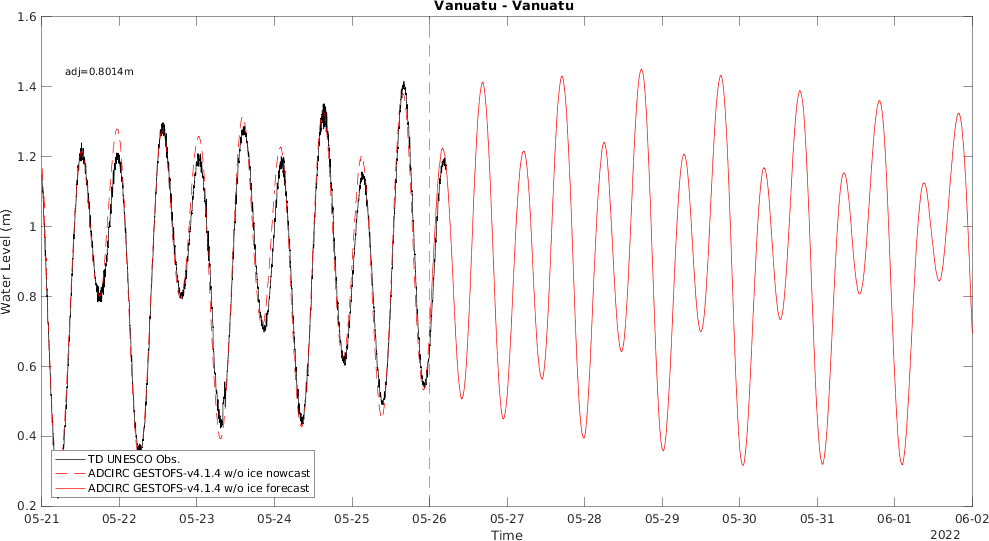 Vanuatu - Vanuatu
1.6
1.4
1.2
1
0.8
0.6
0.4
0.2
Water Level (m)
adj=0.8014m
TD UNESCO Obs.
ADCIRC GESTOFS-v4.1.4 w/o ice nowcast
ADCIRC GESTOFS-v4.1.4 w/o ice forecast
05-21 05-22 05-23 05-24 05-25 05-26 05-27 05-28 05-29 05-30 05-31 06-01 06-02
Time
2022